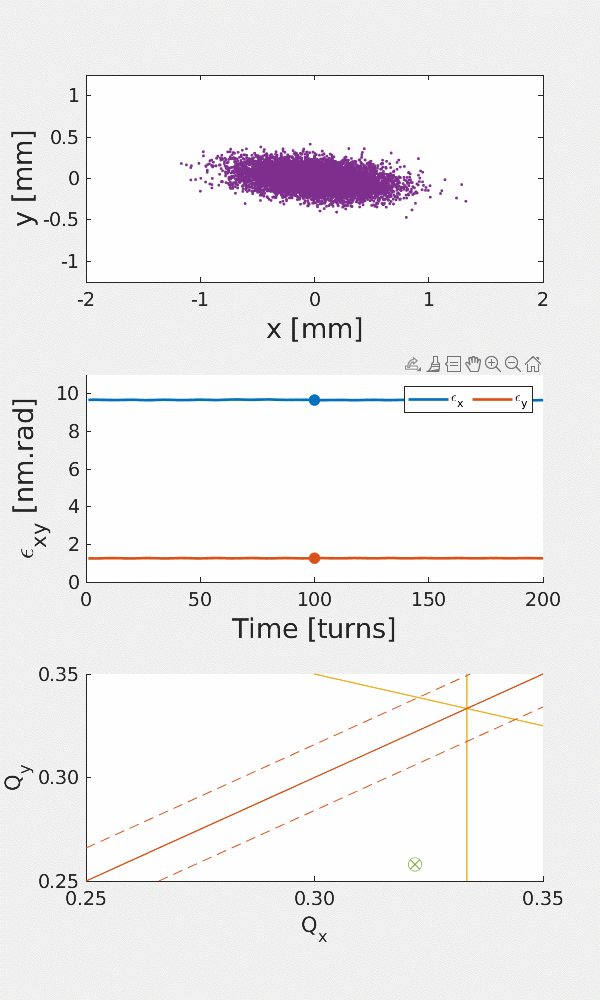 y [mm]
1
0.5
0
-0.5
-1
-2 -1 0 1 2
x [mm]
ϵxy [nm.rad]
10
8
6
4
2
0
ϵx ϵy
0 50 100 150 200
Time [turns]
Qy
0.35
0.30
0.25
0.25 0.30 0.35
Qx